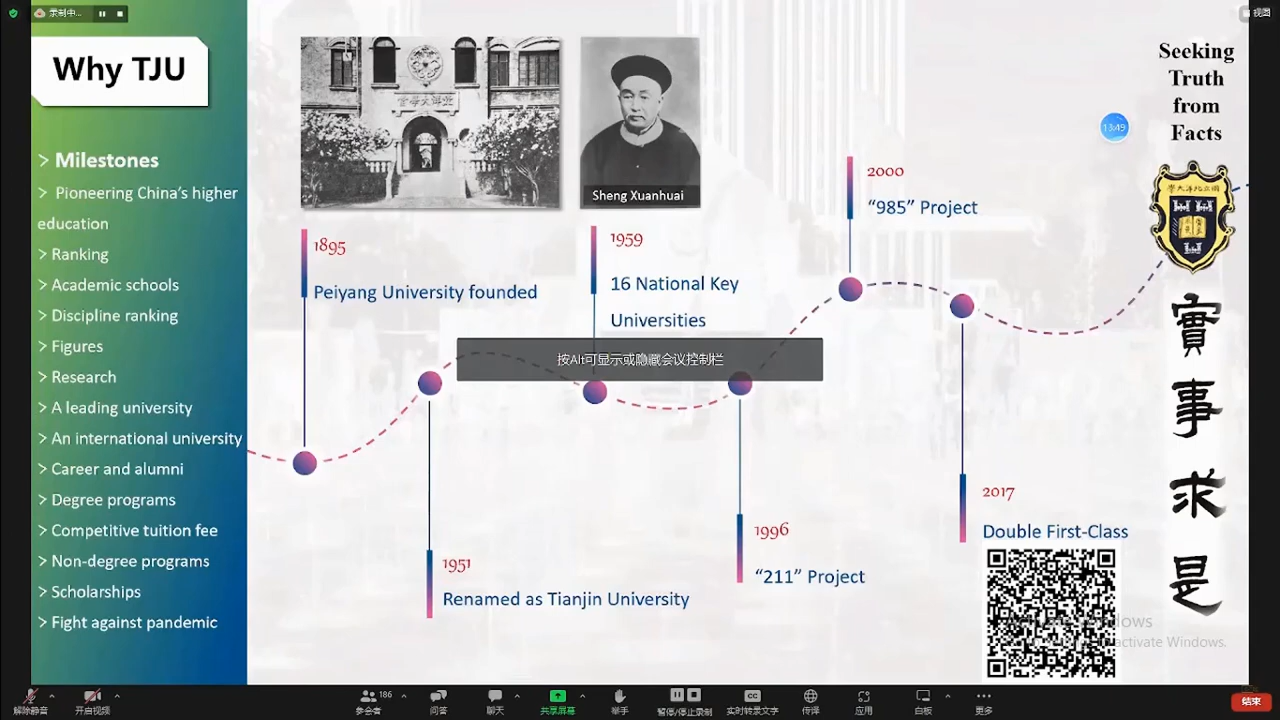 录制中...
视图
Why TJU
> Milestones
> Pioneering China's higher
education
> Ranking
> Academic schools
> Discipline ranking
> Figures
> Research
> A leading university
> An international university
> Career and alumni
> Degree programs
> Competitive tuition fee
> Non-degree programs
> Scholarships
> Fight against pandemic
Sheng Xuanhuai
1895
Peiyang University founded
1951
Renamed as Tianjin University
1959
16 National Key
Universities
按Alt可显示或隐藏会议控制栏
1996
"211" Project
2000
"985" Project
2017
Double First-Class
13:49
Seeking
Truth
from
Facts
實
事
求
是
解除静音
开启视频
186
参会者
问答
聊天
共享屏幕
举手
暂停/停止录制
CC
实时转录文字
传译
应用
白板
更多
结束